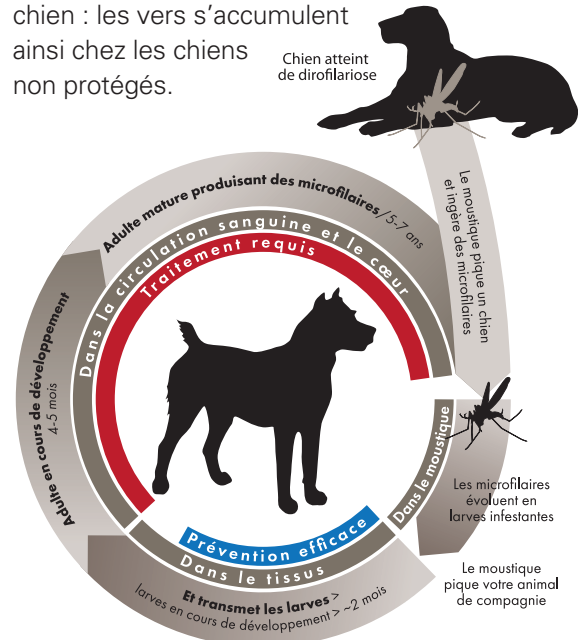 chien : les vers s’accumulent
ainsi chez les chiens
non protégés.
Chien atteint
de dirofilariose
Le moustique pique un chien
et ingère des microfilaires
Adulte mature produisant des microfilaires/5-7 ans
Dans la circulation sanguine et le cœur
Traitement requis
Adulte en cours de développement
4-5 mois
Dans le moustique
Les microfilaires
évoluent en
larves infestantes
Le moustique
pique votre animal
de compagnie
Prévention efficace
Dans le tissus
Et transmet les larves >
larves en cours de développement > ~2 mois